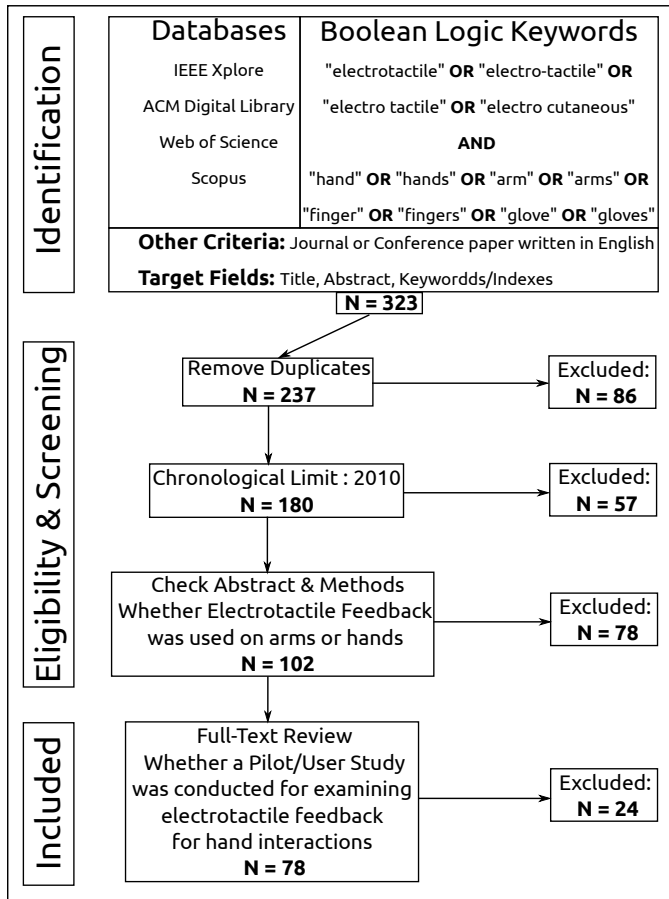 Identification
Databases
IEEE Xplore
ACM Digital Library
Web of Science
Scopus
Boolean Logic Keywords
"electrotactile" OR "electro-tactile" OR
"electro tactile" OR "electro cutaneous"
AND
"hand" OR "hands" OR "arm" OR "arms" OR
"finger" OR "fingers" OR "glove" OR "gloves"
Other Criteria: Journal or Conference paper written in English
Target Fields: Title, Abstract, Keywordds/Indexes
N = 323
Eligibility & Screening
Remove Duplicates
N = 237
Excluded:
N = 86
Chronological Limit : 2010
N = 180
Excluded:
N = 57
Check Abstract & Methods
Whether Electrotactile Feedback
was used on arms or hands
N = 102
Excluded:
N = 78
Included
Full-Text Review
Whether a Pilot/User Study
was conducted for examining
electrotactile feedback
for hand interactions
N = 78
Excluded:
N = 24